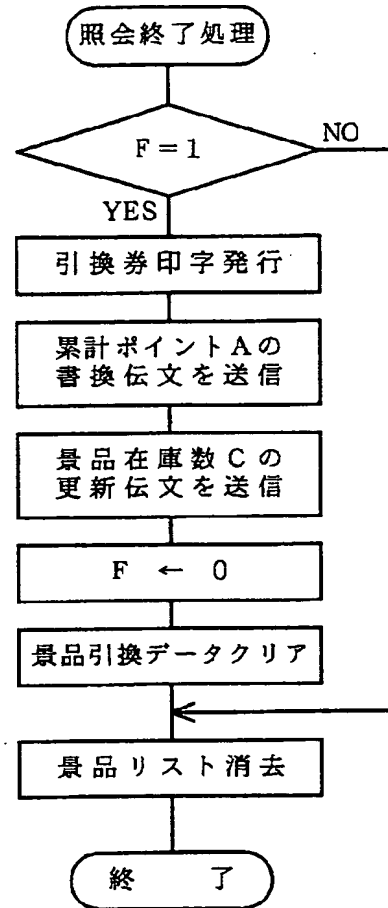 照会終了処理
F=1
NO
YES
引換券印字発行
累計ポイントAの
書換伝文を送信
景品在庫数Cの
更新伝文を送信
F ← 0
景品引換データクリア
景品リスト消去
終 了